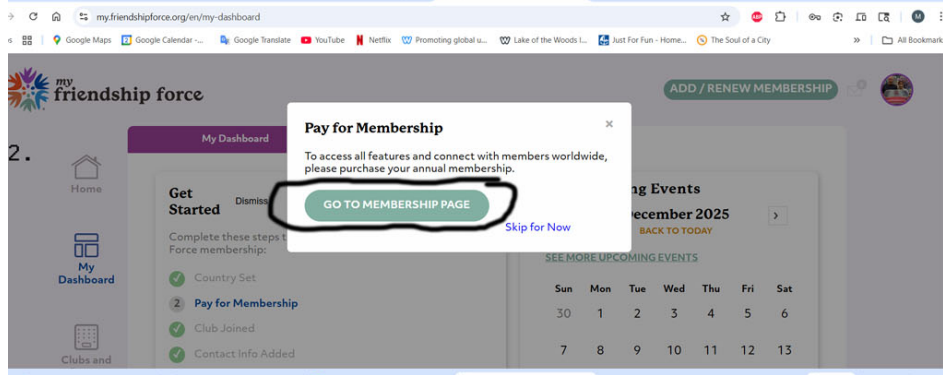 my.friendshipforce.org/en/my-dashboard
Google Maps Google Calendar -... Google Translate YouTube Netflix Promoting global u... Lake of the Woods I... Just For Fun - Home... The Soul of a City » All Bookmark
my
friendship force
ADD / RENEW MEMBERSHIP
2.
My Dashboard
Home
My
Dashboard
Clubs and
Get
Started
Dismiss
Complete these steps t
Force membership:
Country Set
2 Pay for Membership
Club Joined
Contact Info Added
Pay for Membership
×
To access all features and connect with members worldwide,
please purchase your annual membership.
GO TO MEMBERSHIP PAGE
Skip for Now
ng Events
ecember 2025
>
BACK TO TODAY
SEE MORE UPCOMING EVENTS
Sun Mon Tue Wed Thu Fri Sat
30 1 2 3 4 5 6
7 8 9 10 11 12 13